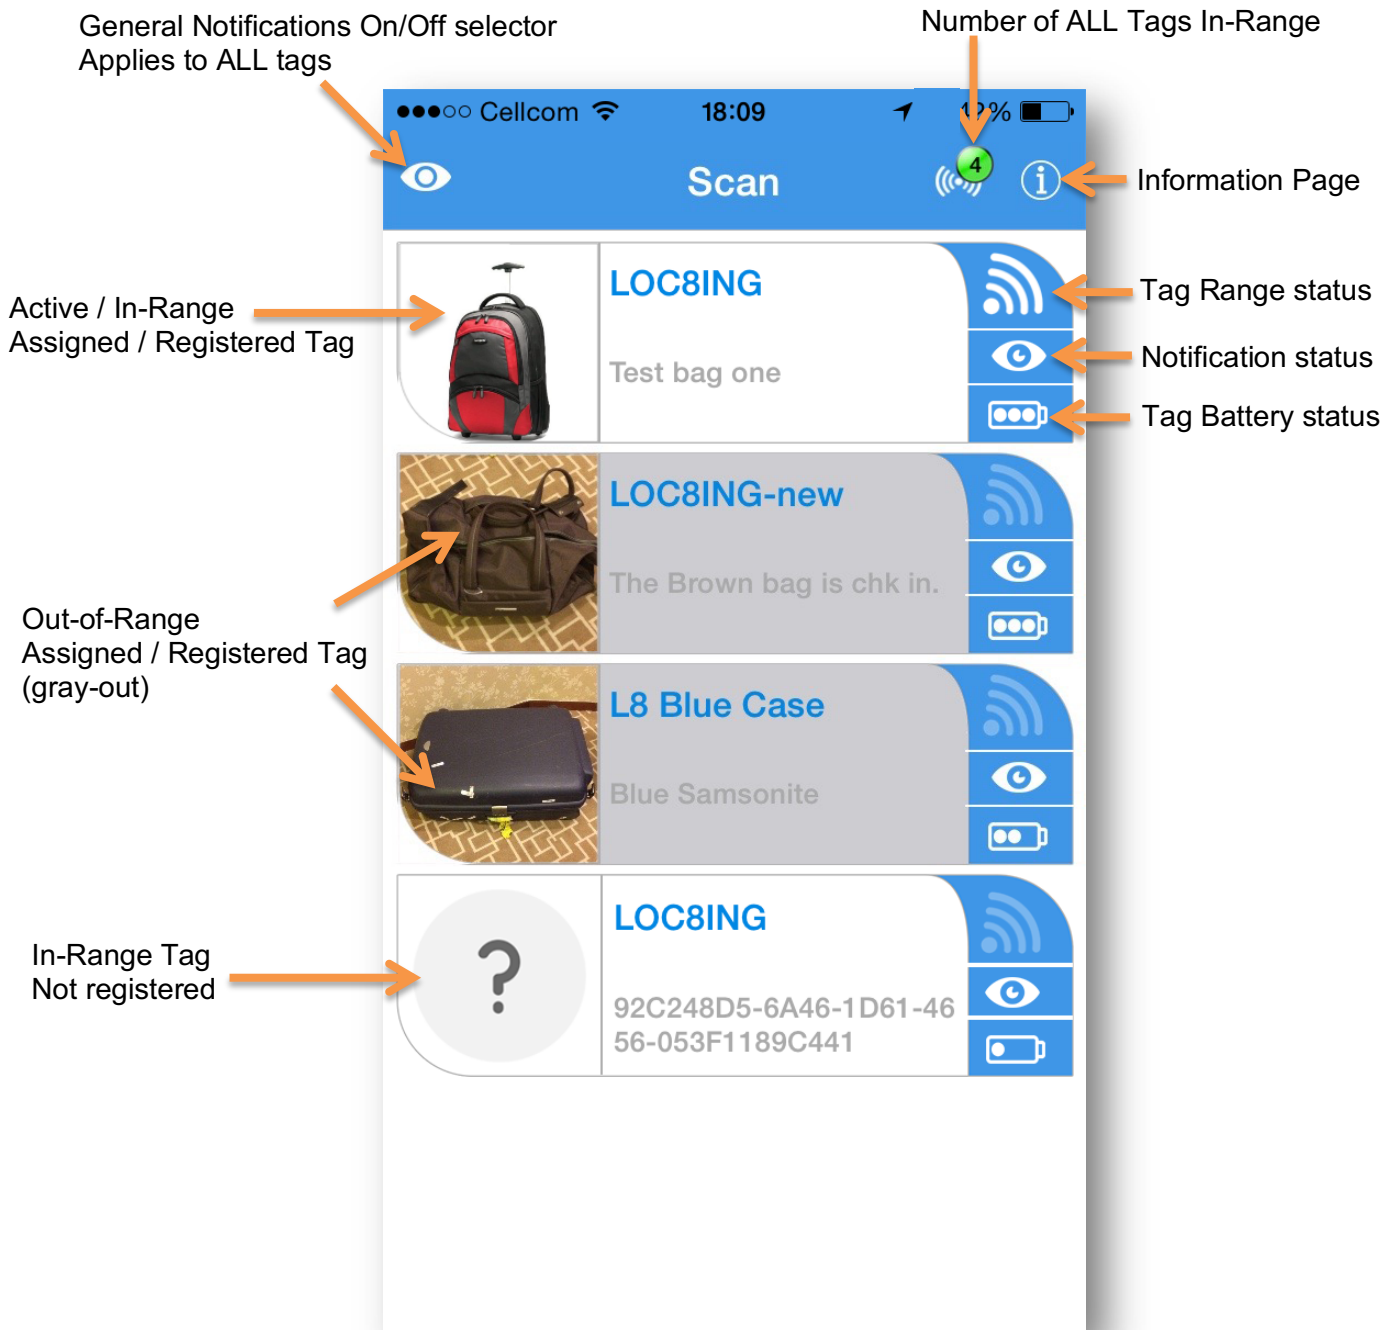 General Notifications On/Off selector
Applies to ALL tags
Number of ALL Tags In-Range
Cellcom 18:09 %
Scan
4
i
Information Page
Active / In-Range
Assigned / Registered Tag
LOC8ING
Test bag one
Tag Range status
Notification status
Tag Battery status
LOC8ING-new
The Brown bag is chk in.
Out-of-Range
Assigned / Registered Tag
(gray-out)
L8 Blue Case
Blue Samsonite
In-Range Tag
Not registered
?
LOC8ING
92C248D5-6A46-1D61-46
56-053F1189C441